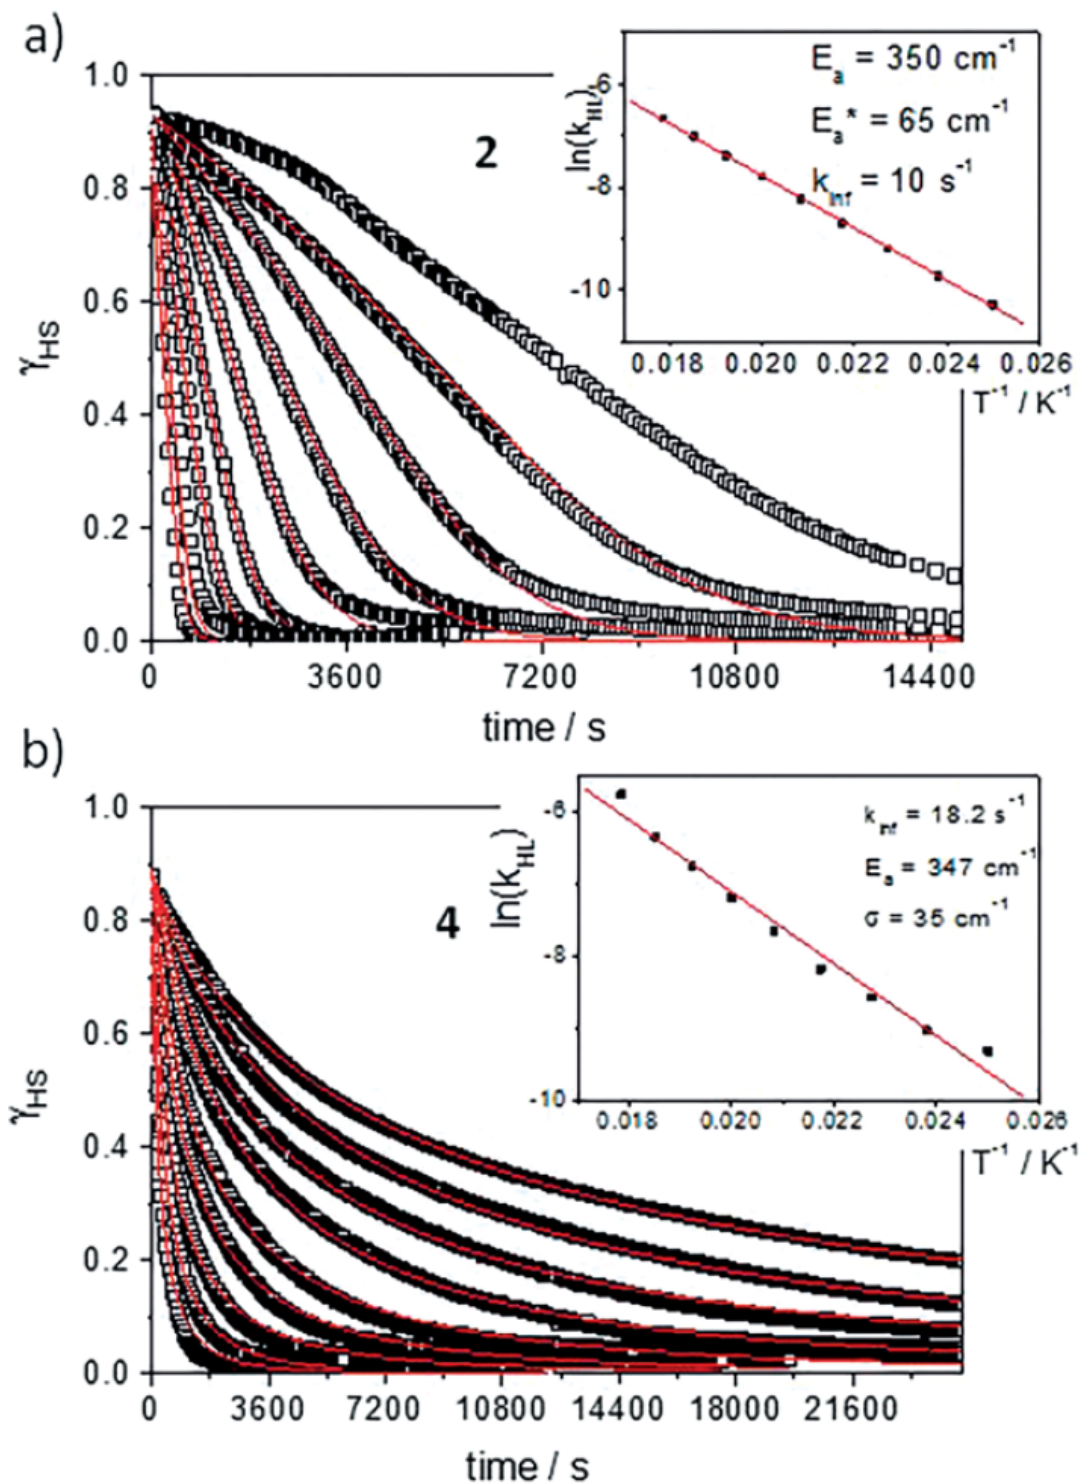 a)
1.0
0.8
0.6
0.4
0.2
0.0
γHS
2
0
3600
7200
10800
14400
time / s
ln(kHL)
-6
-8
-10
Ea = 350 cm-1
Ea* = 65 cm-1
kinf = 10 s-1
0.018
0.020
0.022
0.024
0.026
T-1 / K-1
b)
1.0
0.8
0.6
0.4
0.2
0.0
γHS
4
0
3600
7200
10800
14400
18000
21600
time / s
ln(kHL)
-6
-8
-10
kinf = 18.2 s-1
Ea = 347 cm-1
σ = 35 cm-1
0.018
0.020
0.022
0.024
0.026
T-1 / K-1